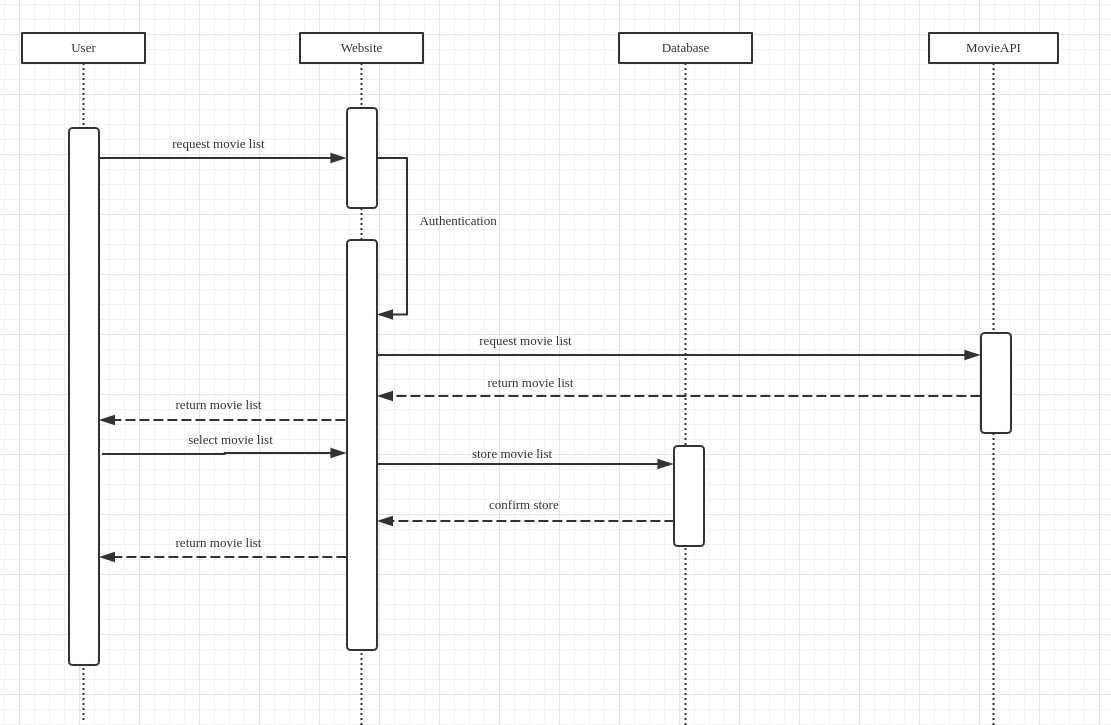 User
Website
Database
MovieAPI
request movie list
Authentication
request movie list
return movie list
return movie list
select movie list
store movie list
confirm store
return movie list